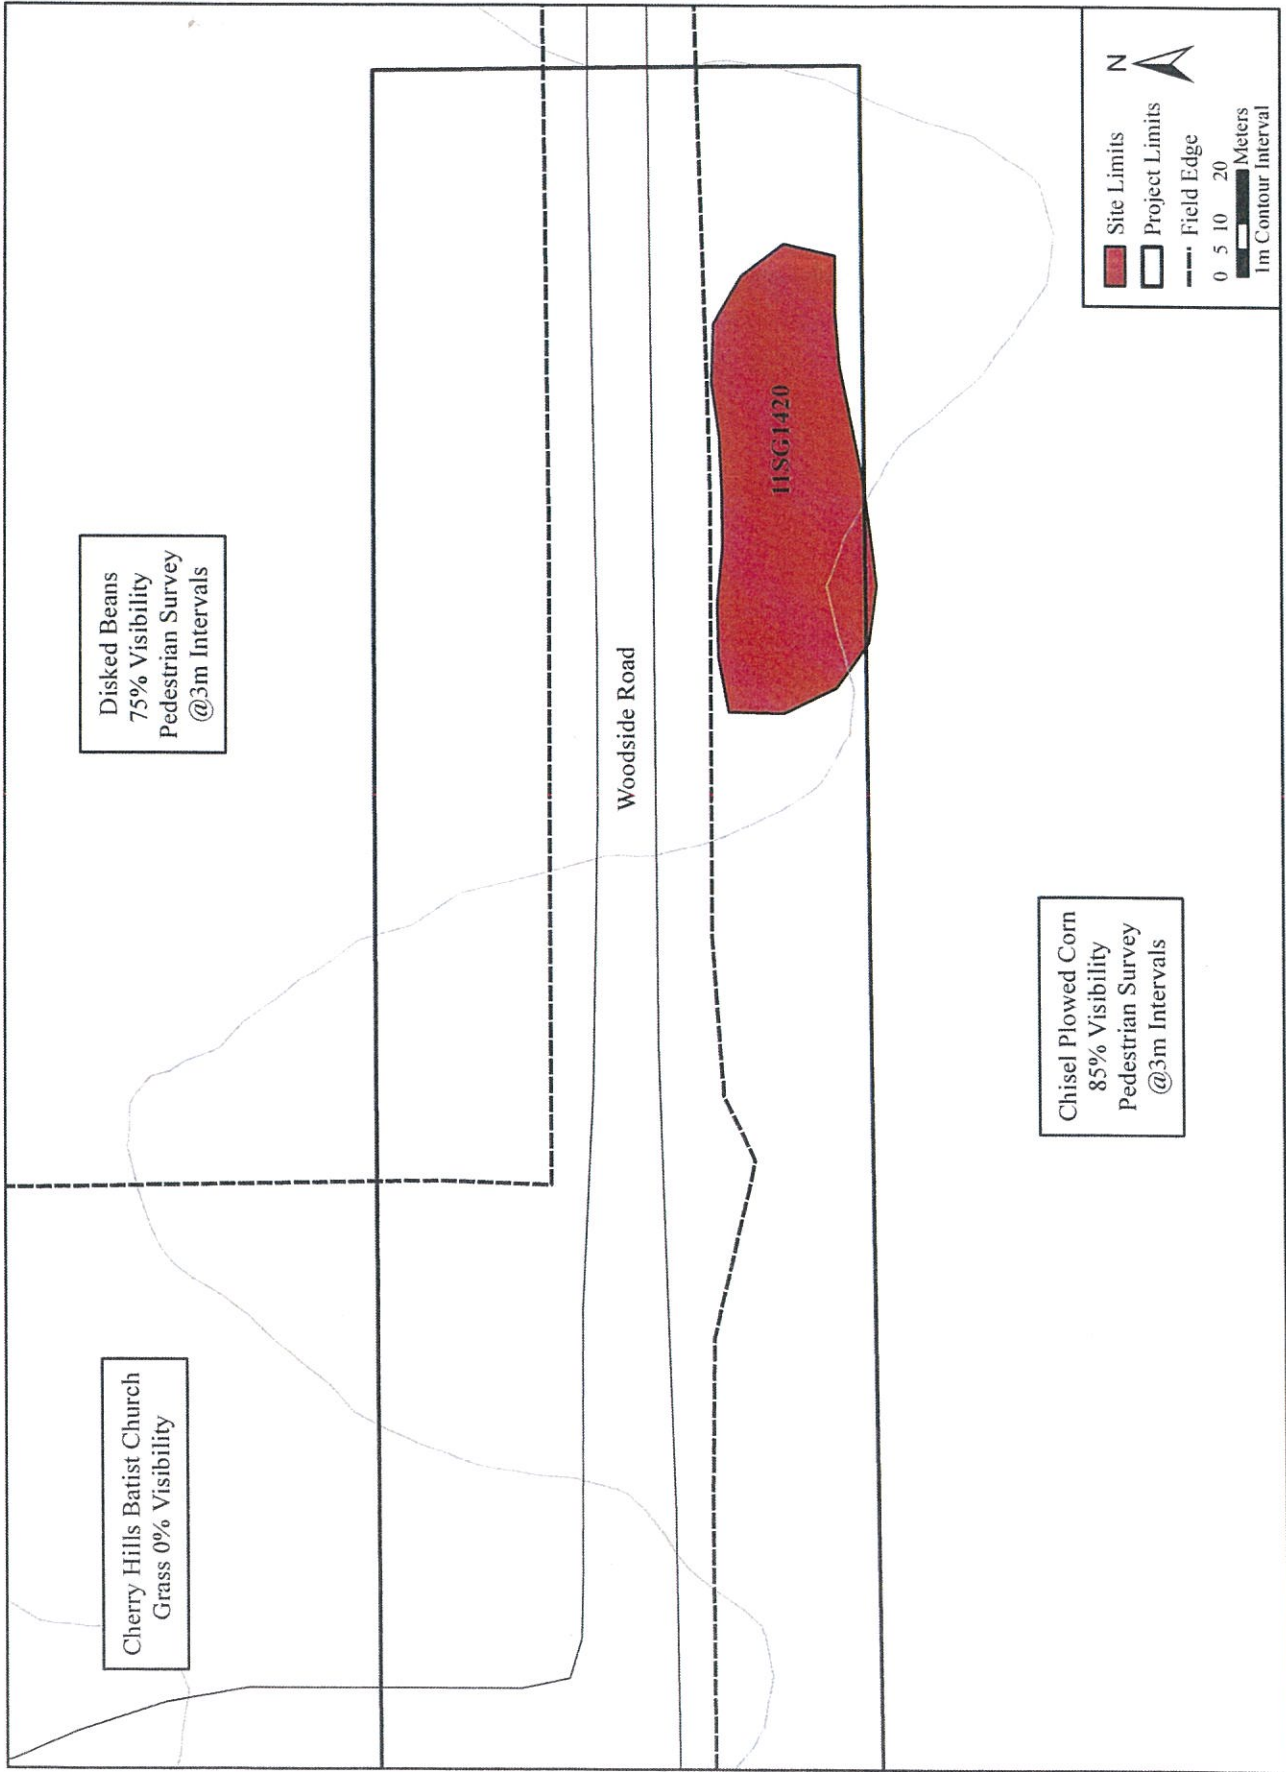 Cherry Hills Batist Church
Grass 0% Visibility
Disked Beans
75% Visibility
Pedestrian Survey
@3m Intervals
Woodside Road
11SG1420
Chisel Plowed Corn
85% Visibility
Pedestrian Survey
@3m Intervals
Site Limits
Project Limits
Field Edge
N
0 5 10 20
Meters
1m Contour Interval